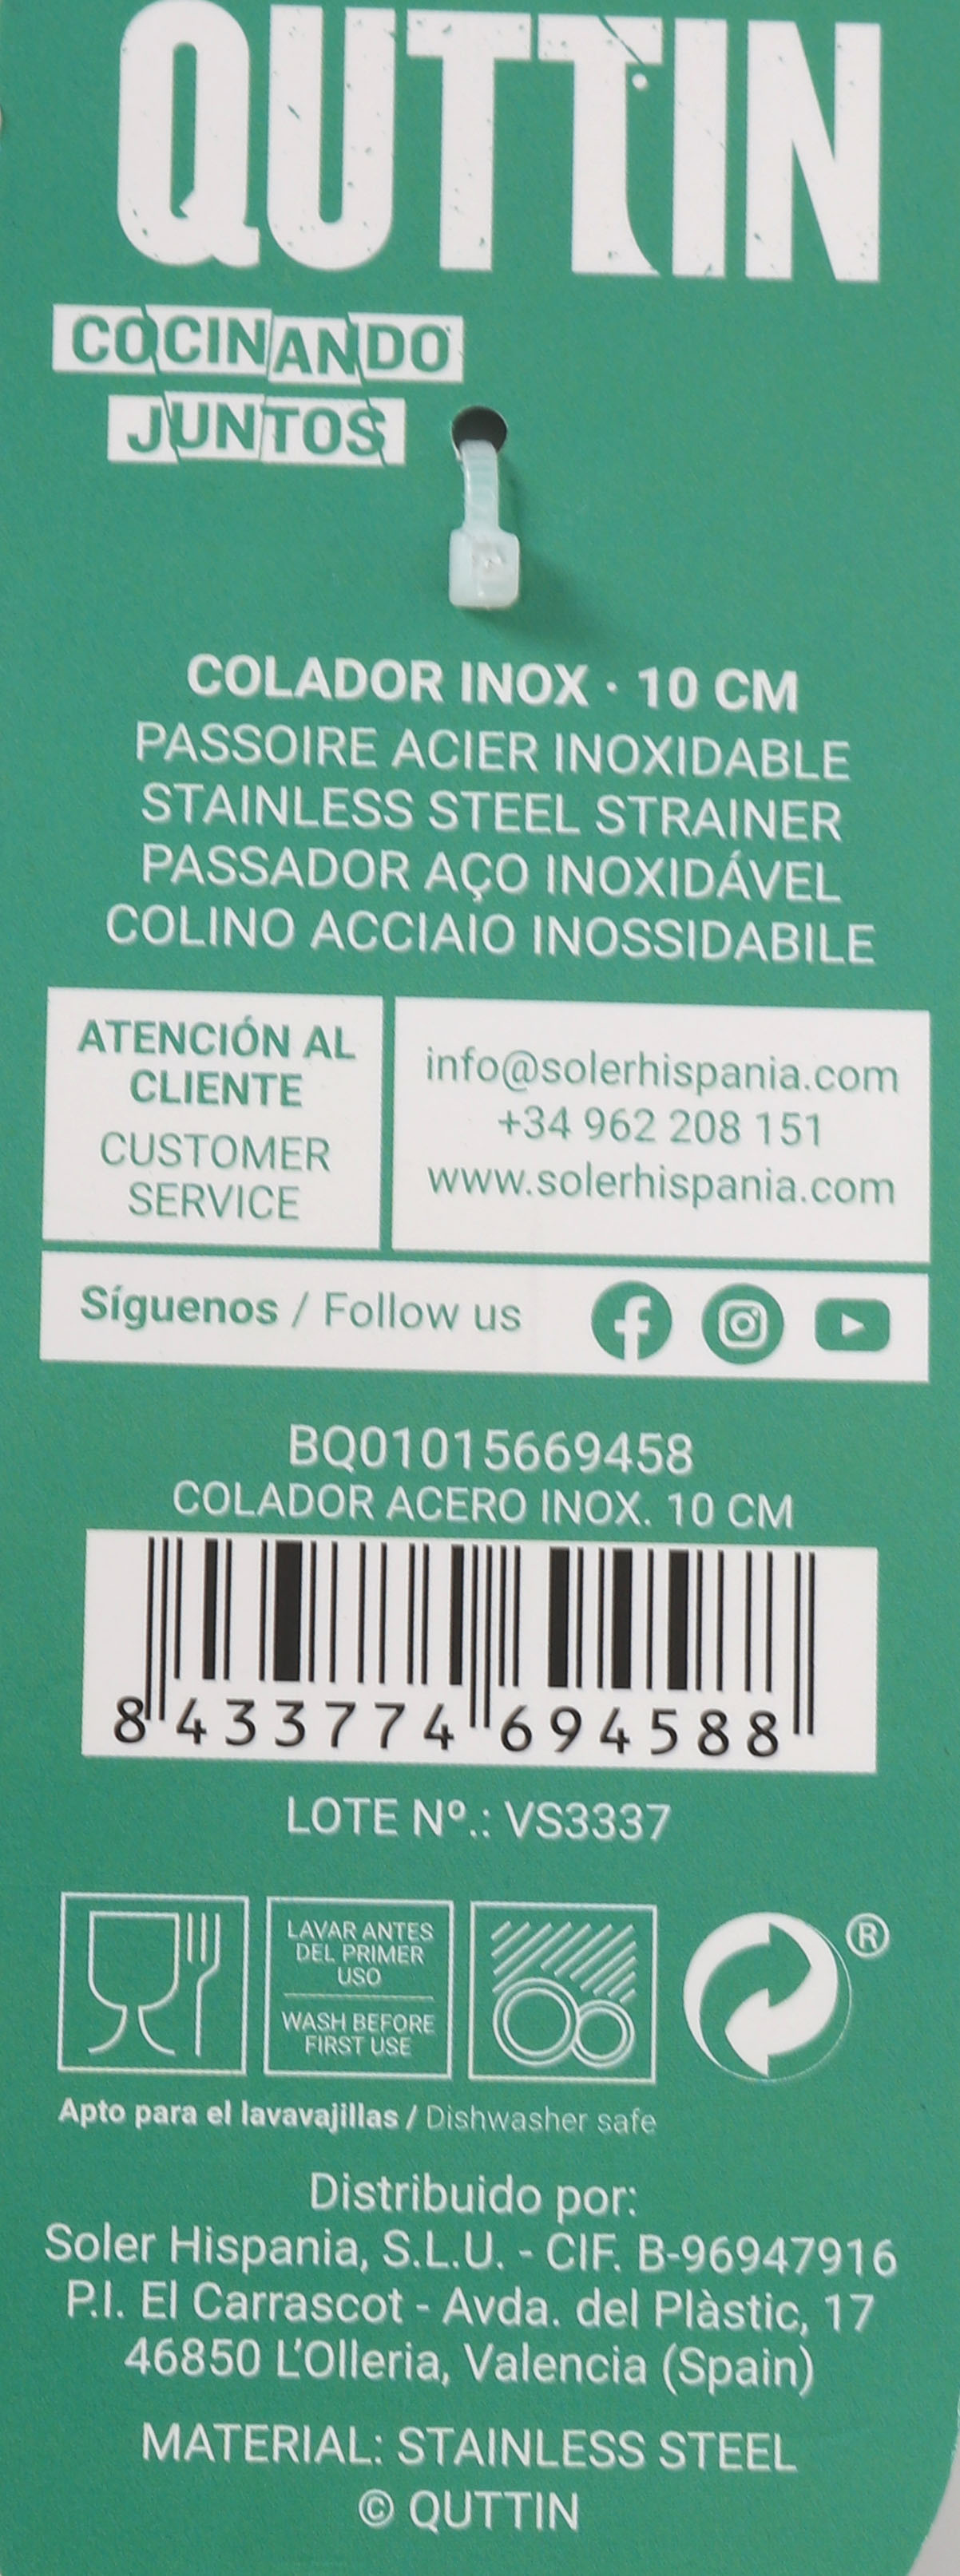 QUTTIN
COCINANDO
JUNTOS
COLADOR INOX · 10 CM
PASSOIRE ACIER INOXIDABLE
STAINLESS STEEL STRAINER
PASSADOR AÇO INOXIDÁVEL
COLINO ACCIAIO INOSSIDABILE
ATENCIÓN AL
CLIENTE
CUSTOMER
SERVICE
info@solerhispania.com
+34 962 208 151
www.solerhispania.com
Síguenos / Follow us
BQ01015669458
COLADOR ACERO INOX. 10 CM
8 433774 694588
LOTE Nº.: VS3337
LAVAR ANTES
DEL PRIMER
USO
WASH BEFORE
FIRST USE
®
Apto para el lavavajillas / Dishwasher safe
Distribuido por:
Soler Hispania, S.L.U. - CIF. B-96947916
P.I. El Carrascot - Avda. del Plàstic, 17
46850 L'Olleria, Valencia (Spain)
MATERIAL: STAINLESS STEEL
© QUTTIN